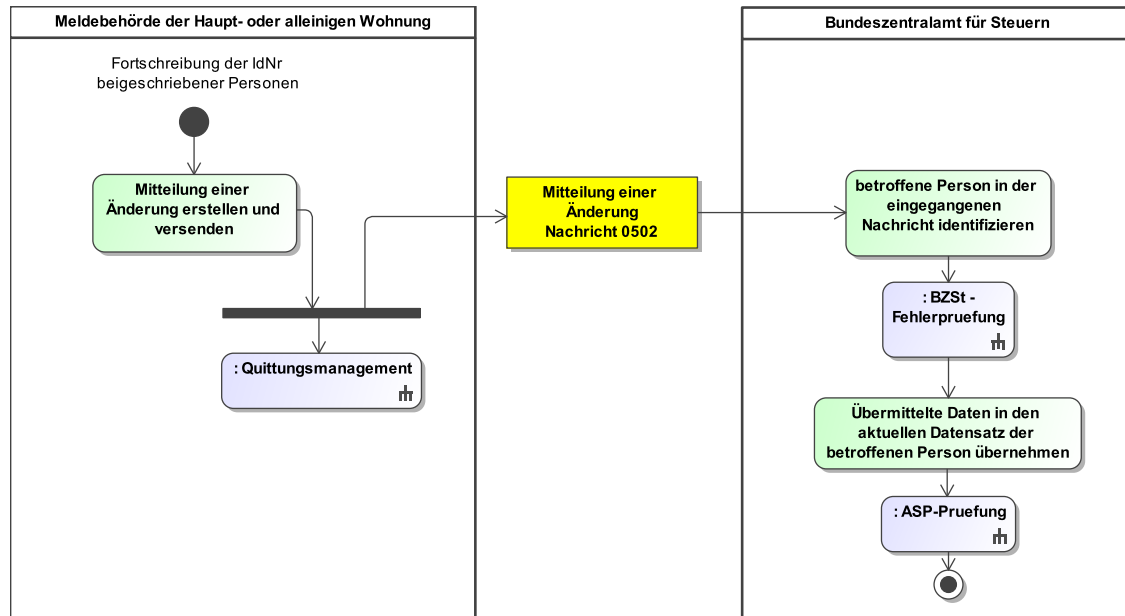 Meldebehörde der Haupt- oder alleinigen Wohnung
Fortschreibung der IdNr
beigeschriebener Personen
Mitteilung einer
Änderung erstellen und
versenden
: Quittungsmanagement
Mitteilung einer
Änderung
Nachricht 0502
Bundeszentralamt für Steuern
betroffene Person in der
eingegangenen
Nachricht identifizieren
: BZSt -
Fehlerpruefung
Übermittelte Daten in den
aktuellen Datensatz der
betroffenen Person übernehmen
: ASP-Pruefung